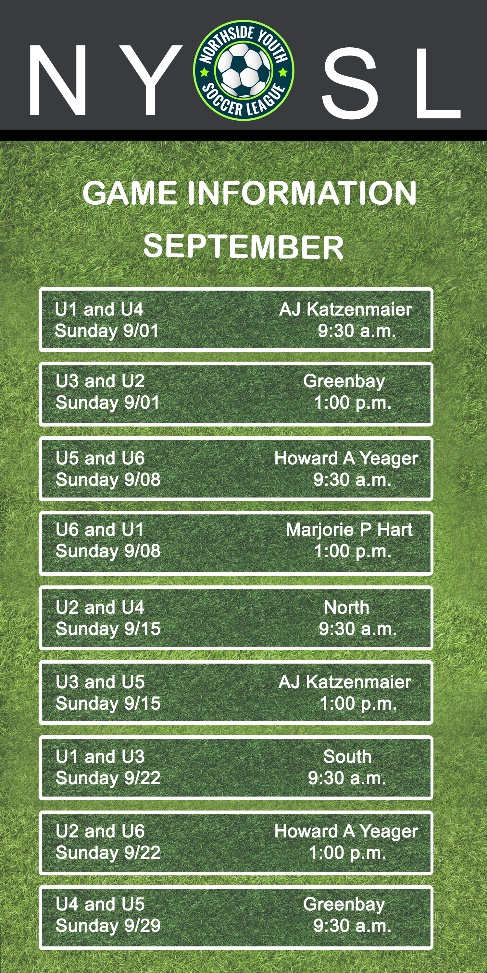 N Y SL
NORTHSIDE YOUTH
SOCCER LEAGUE
GAME INFORMATION
SEPTEMBER
U1 and U4 AJ Katzenmaier
Sunday 9/01 9:30 a.m.
U3 and U2 Greenbay
Sunday 9/01 1:00 p.m.
U5 and U6 Howard A Yeager
Sunday 9/08 9:30 a.m.
U6 and U1 Marjorie P Hart
Sunday 9/08 1:00 p.m.
U2 and U4 North
Sunday 9/15 9:30 a.m.
U3 and U5 AJ Katzenmaier
Sunday 9/15 1:00 p.m.
U1 and U3 South
Sunday 9/22 9:30 a.m.
U2 and U6 Howard A Yeager
Sunday 9/22 1:00 p.m.
U4 and U5 Greenbay
Sunday 9/29 9:30 a.m.